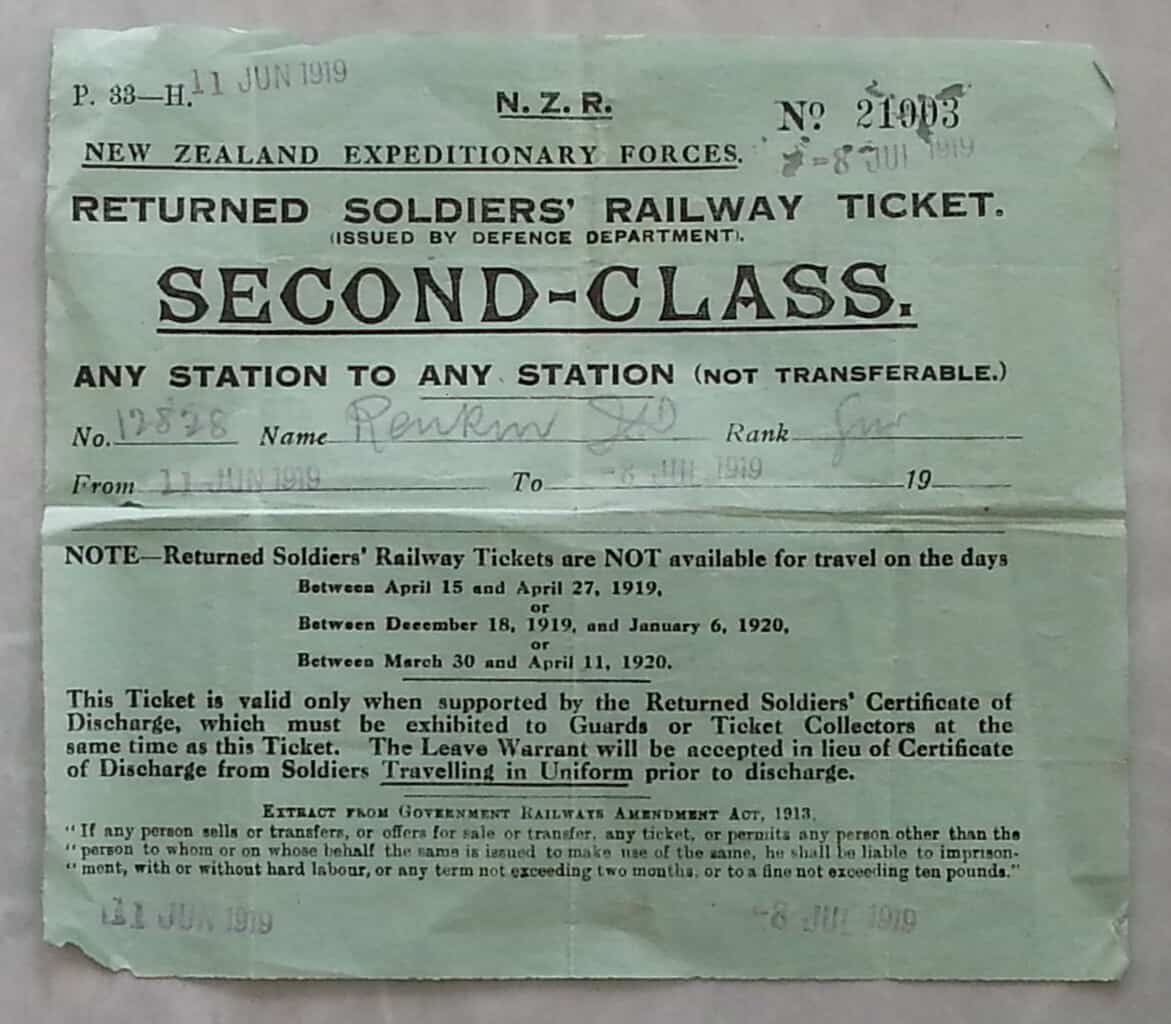 P. 33—H. 11 JUN 1919
N. Z. R.
No 21003
NEW ZEALAND EXPEDITIONARY FORCES.
-8 JUL 1919
RETURNED SOLDIERS' RAILWAY TICKET.
(ISSUED BY DEFENCE DEPARTMENT).
SECOND-CLASS.
ANY STATION TO ANY STATION (NOT TRANSFERABLE.)
No. 12828 Name Rank
From 11 JUN 1919 To -8 JUL 1919 19
NOTE—Returned Soldiers' Railway Tickets are NOT available for travel on the days
Between April 15 and April 27, 1919,
or
Between December 18, 1919, and January 6, 1920,
or
Between March 30 and April 11, 1920.
This Ticket is valid only when supported by the Returned Soldiers' Certificate of
Discharge, which must be exhibited to Guards or Ticket Collectors at the
same time as this Ticket. The Leave Warrant will be accepted in lieu of Certificate
of Discharge from Soldiers Travelling in Uniform prior to discharge.
EXTRACT FROM GOVERNMENT RAILWAYS AMENDMENT ACT, 1913.
"If any person sells or transfers, or offers for sale or transfer, any ticket, or permits any person other than the
"person to whom or on whose behalf the same is issued to make use of the same, he shall be liable to imprison-
"ment, with or without hard labour, or any term not exceeding two months, or to a fine not exceeding ten pounds."
11 JUN 1919
-8 JUL 1919